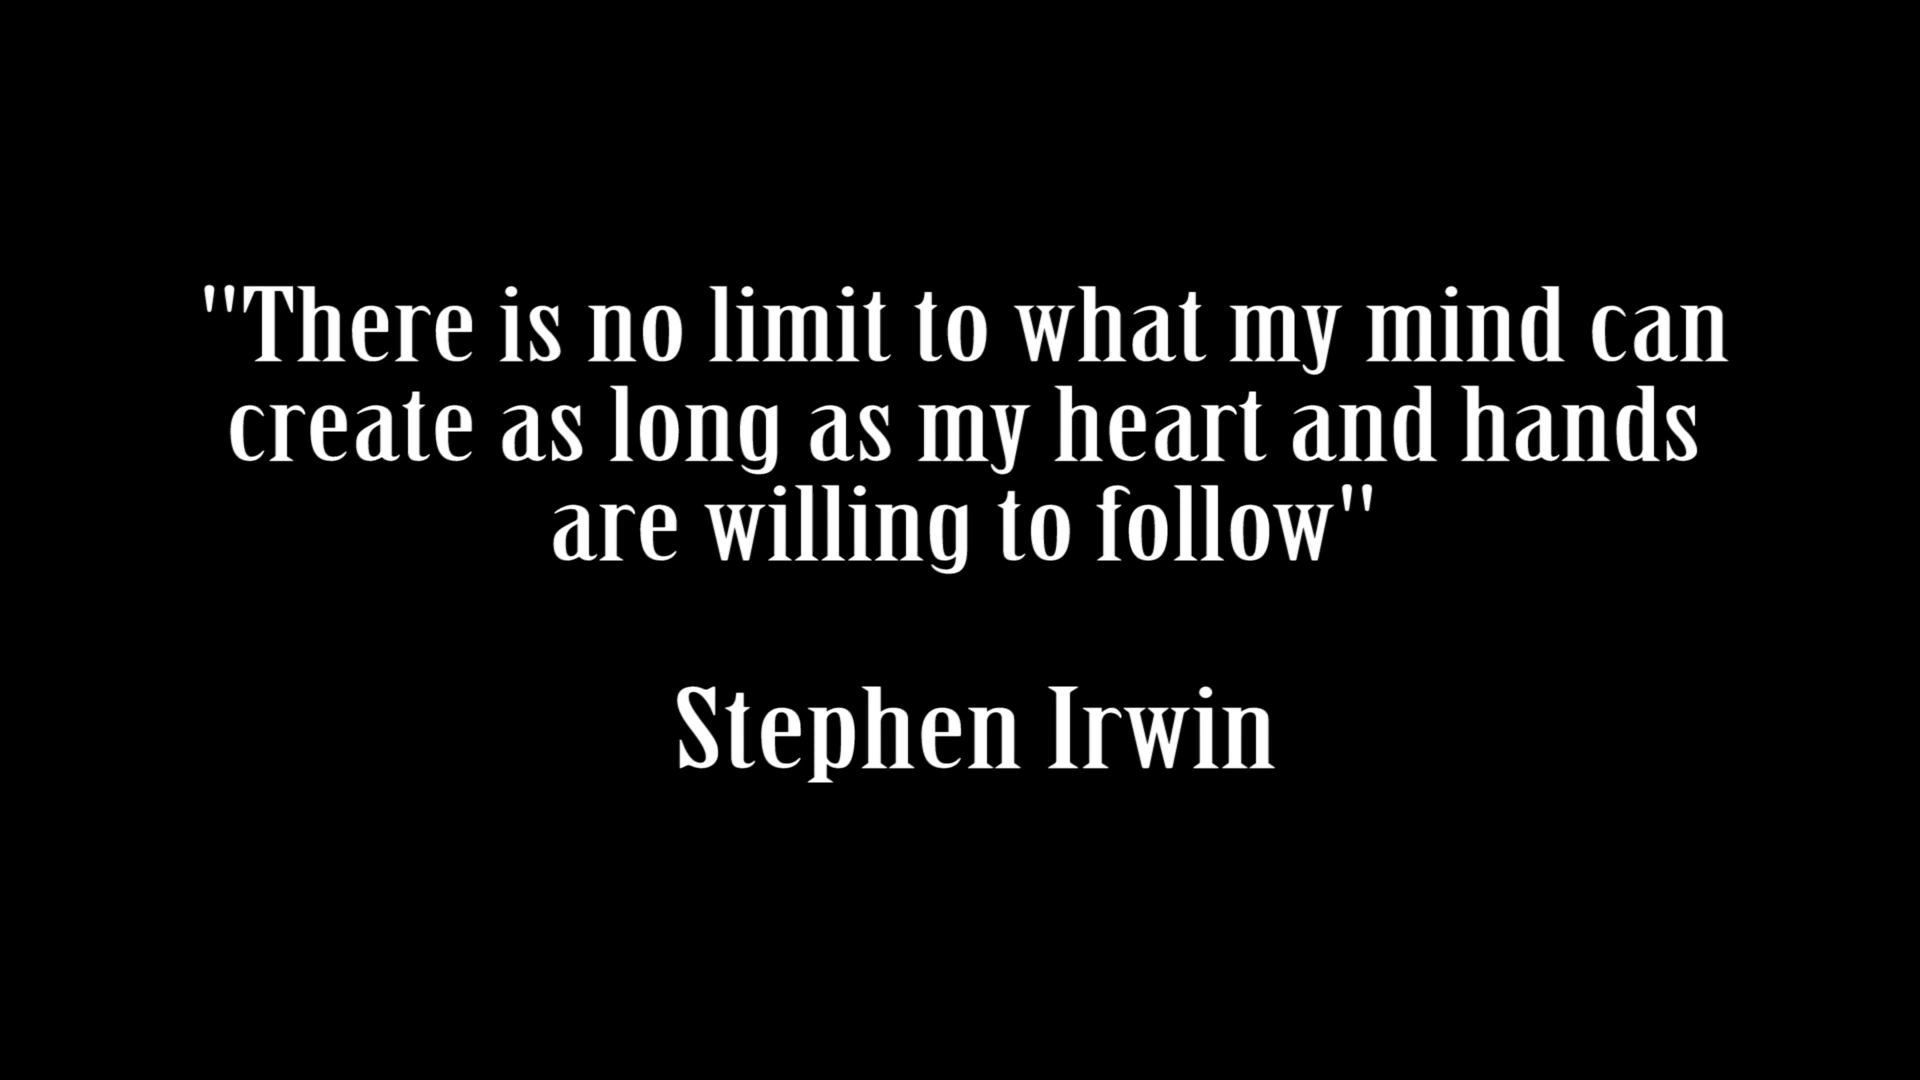 "There is no limit to what my mind can
create as long as my heart and hands
are willing to follow"
Stephen Irwin